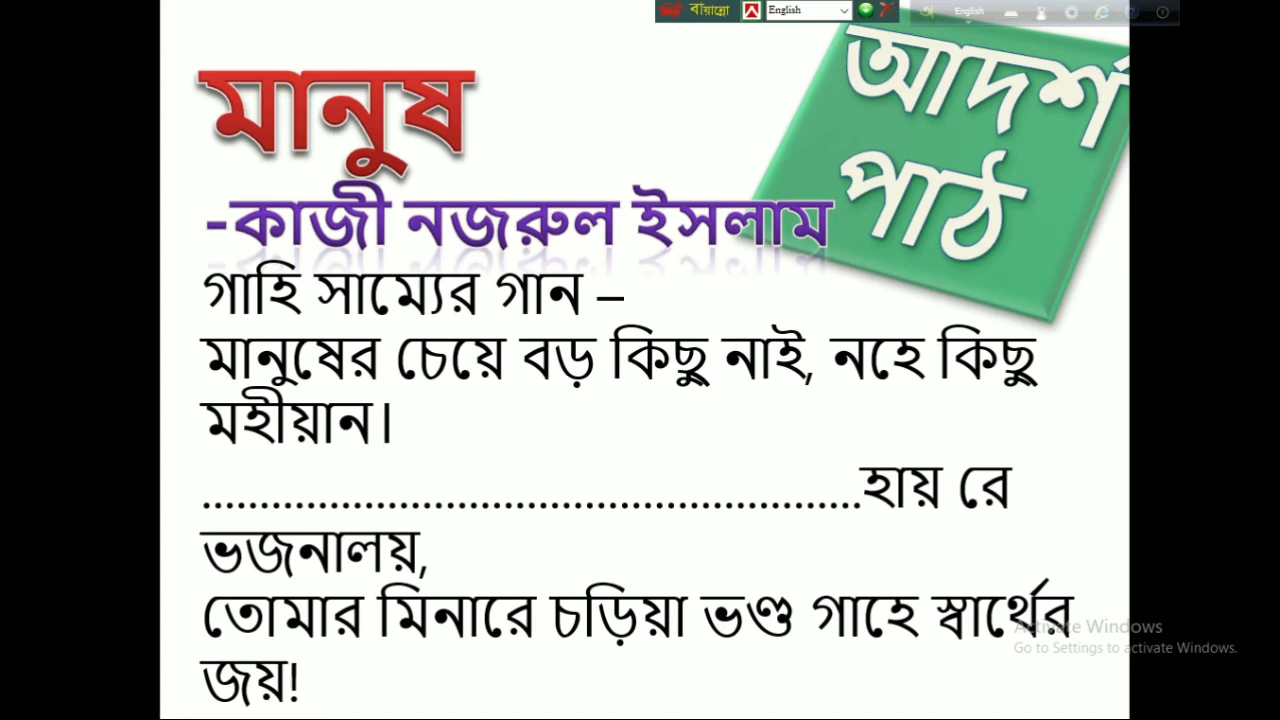 বাঁয়ান্নো English English
আদর্শ
পাঠ
মানুষ
-কাজী নজরুল ইসলাম
গাহি সাম্যের গান –
মানুষের চেয়ে বড় কিছু নাই, নহে কিছু
মহীয়ান।
.........................................................হায় রে
ভজনালয়,
তোমার মিনারে চড়িয়া ভণ্ড গাহে স্বার্থের
জয়!
Activate Windows
Go to Settings to activate Windows.